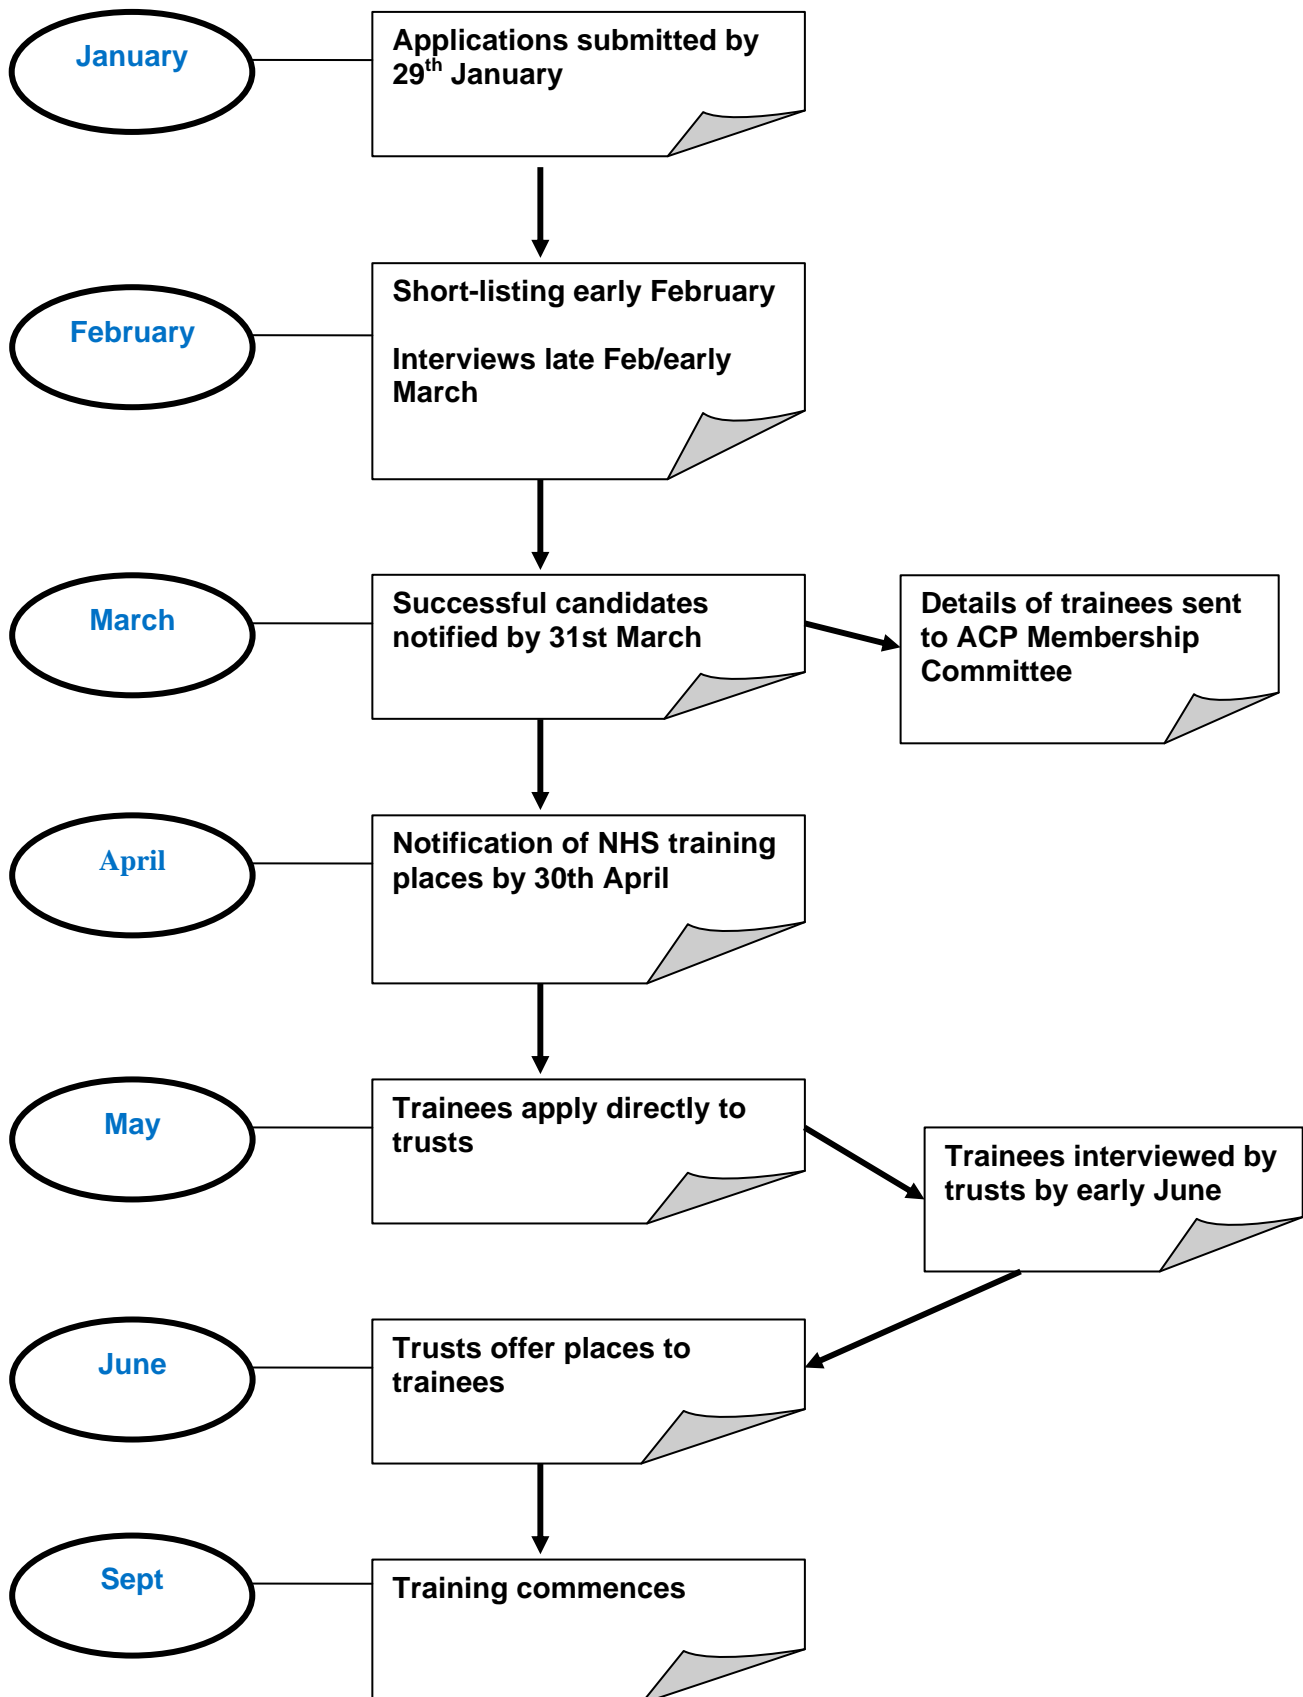 January
Applications submitted by
29th January
February
Short-listing early February
Interviews late Feb/early
March
March
Successful candidates
notified by 31st March
Details of trainees sent
to ACP Membership
Committee
April
Notification of NHS training
places by 30th April
May
Trainees apply directly to
trusts
Trainees interviewed by
trusts by early June
June
Trusts offer places to
trainees
Sept
Training commences